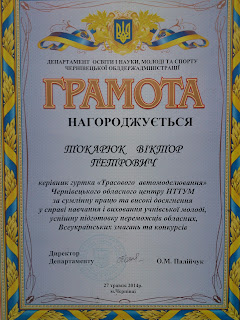 ДЕПАРТАМЕНТ ОСВІТИ І НАУКИ, МОЛОДІ ТА СПОРТУ
ЧЕРНІВЕЦЬКОЇ ОБЛДЕРЖАДМІНІСТРАЦІЇ
ГРАМОТА
НАГОРОДЖУЄТЬСЯ
ТОКАРЮК ВІКТОР
ПЕТРОВИЧ
керівник гуртка «Трасового автомоделювання»
Чернівецького обласного центру НТТУМ
за сумлінну працю та високі досягнення
у справі навчання і виховання учнівської молоді,
успішну підготовку переможців обласних,
Всеукраїнських змагань та конкурсів
Директор
Департаменту О.М. Палійчук
27 травня 2014р.
м.Чернівці